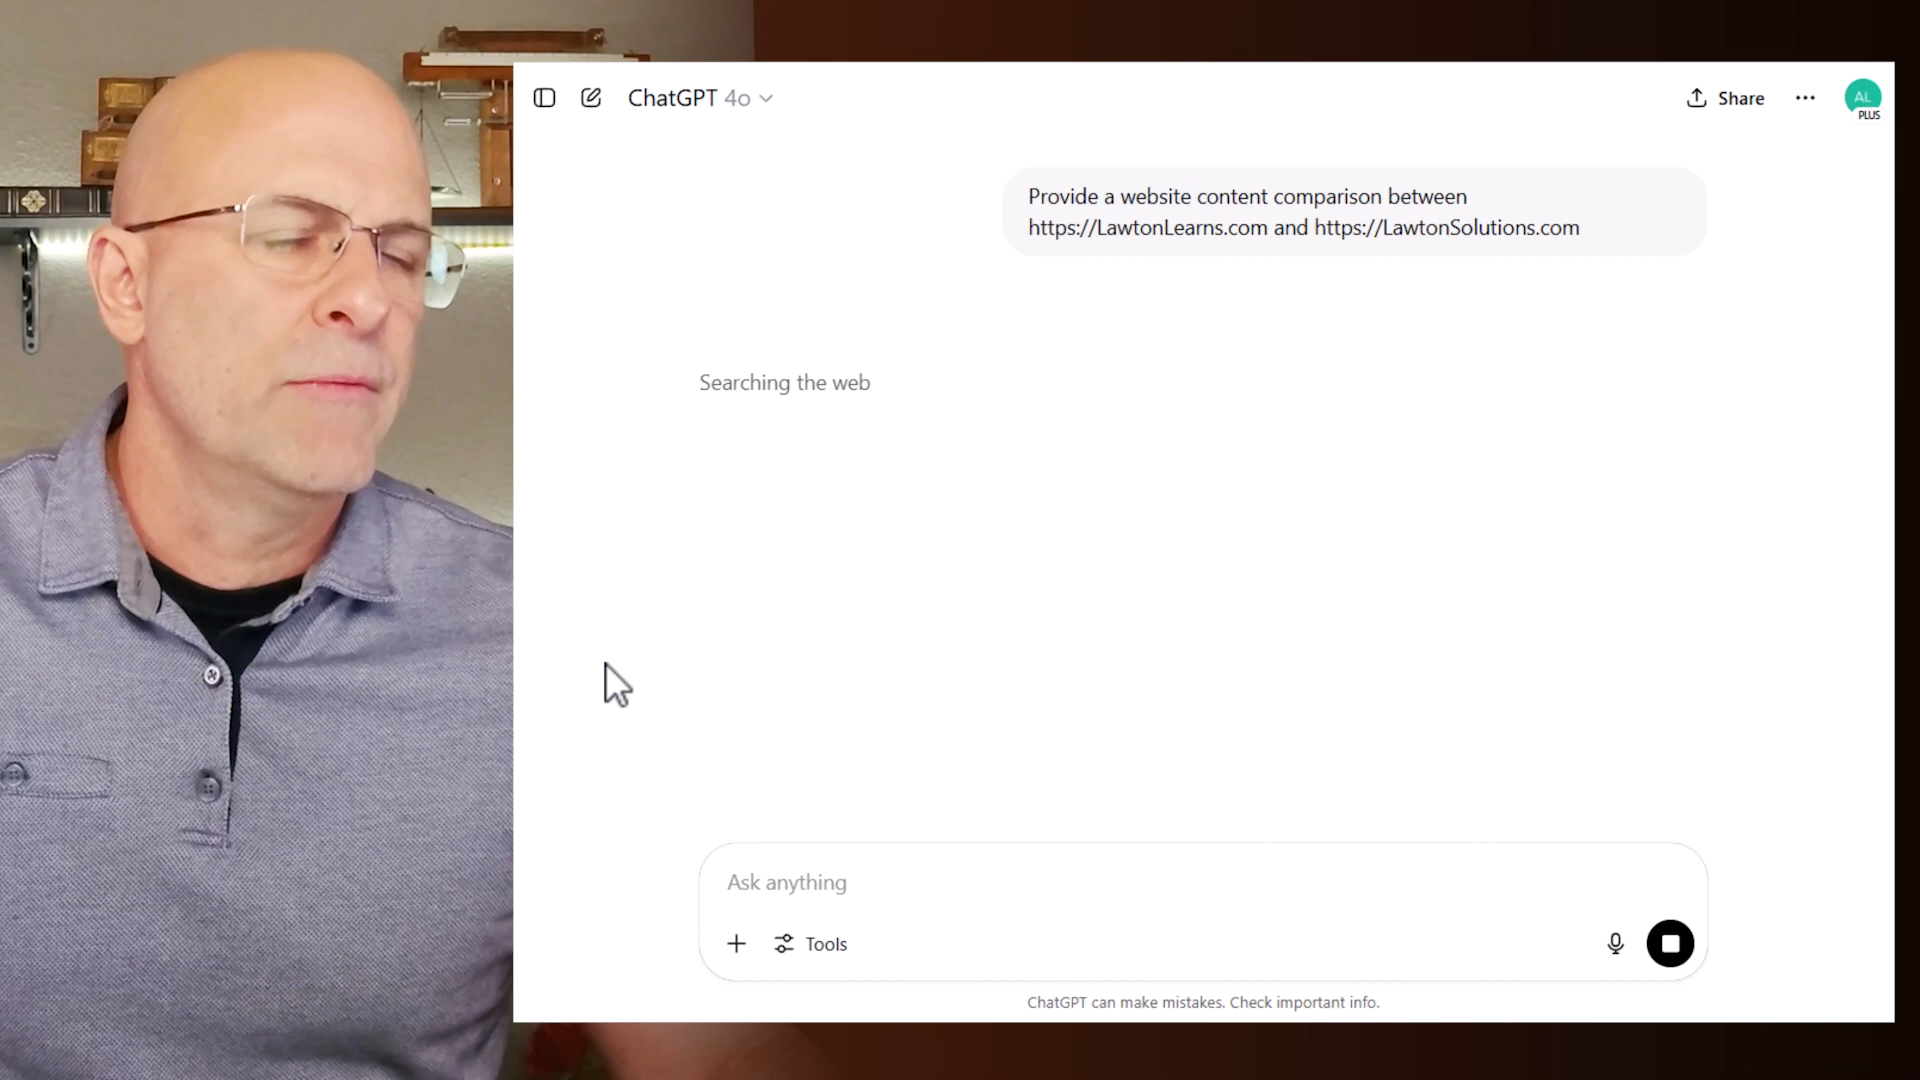 ChatGPT 4o
Share
AL
PLUS
Provide a website content comparison between
https://LawtonLearns.com and https://LawtonSolutions.com
Searching the web
Ask anything
Tools
ChatGPT can make mistakes. Check important info.